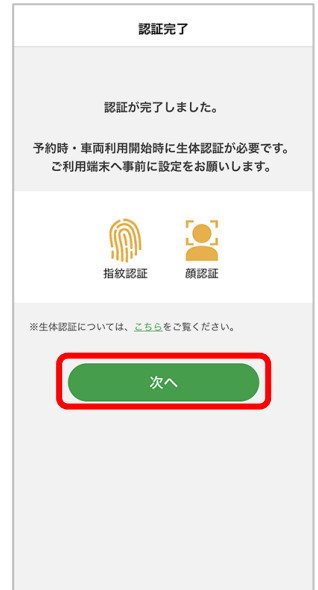 認証完了
認証が完了しました。
予約時・車両利用開始時に生体認証が必要です。
ご利用端末へ事前に設定をお願いします。
指紋認証
顔認証
※生体認証については、こちらをご覧ください。
次へ